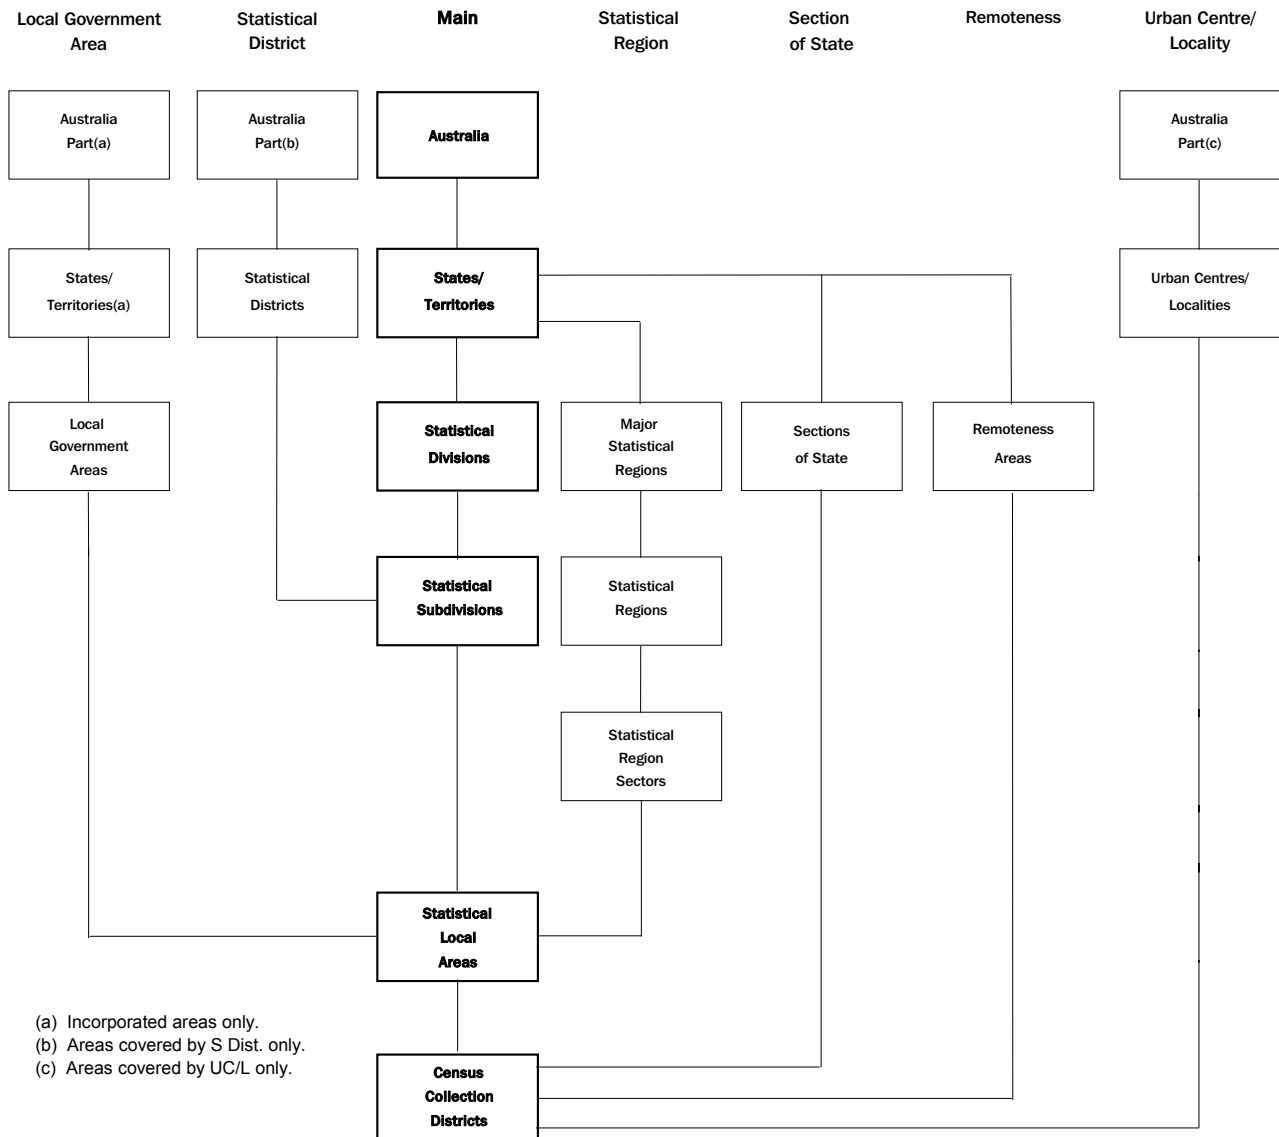 Local Government
Area
Statistical
District
Main
Statistical
Region
Section
of State
Remoteness
Urban Centre/
Locality
Australia
Part(a)
Australia
Part(b)
Australia
Australia
Part(c)
States/
Territories(a)
Statistical
Districts
States/
Territories
Urban Centres/
Localities
Local
Government
Areas
Statistical
Divisions
Major
Statistical
Regions
Sections
of State
Remoteness
Areas
Statistical
Subdivisions
Statistical
Regions
Statistical
Region
Sectors
Statistical
Local
Areas
(a) Incorporated areas only.
(b) Areas covered by S Dist. only.
(c) Areas covered by UC/L only.
Census
Collection
Districts